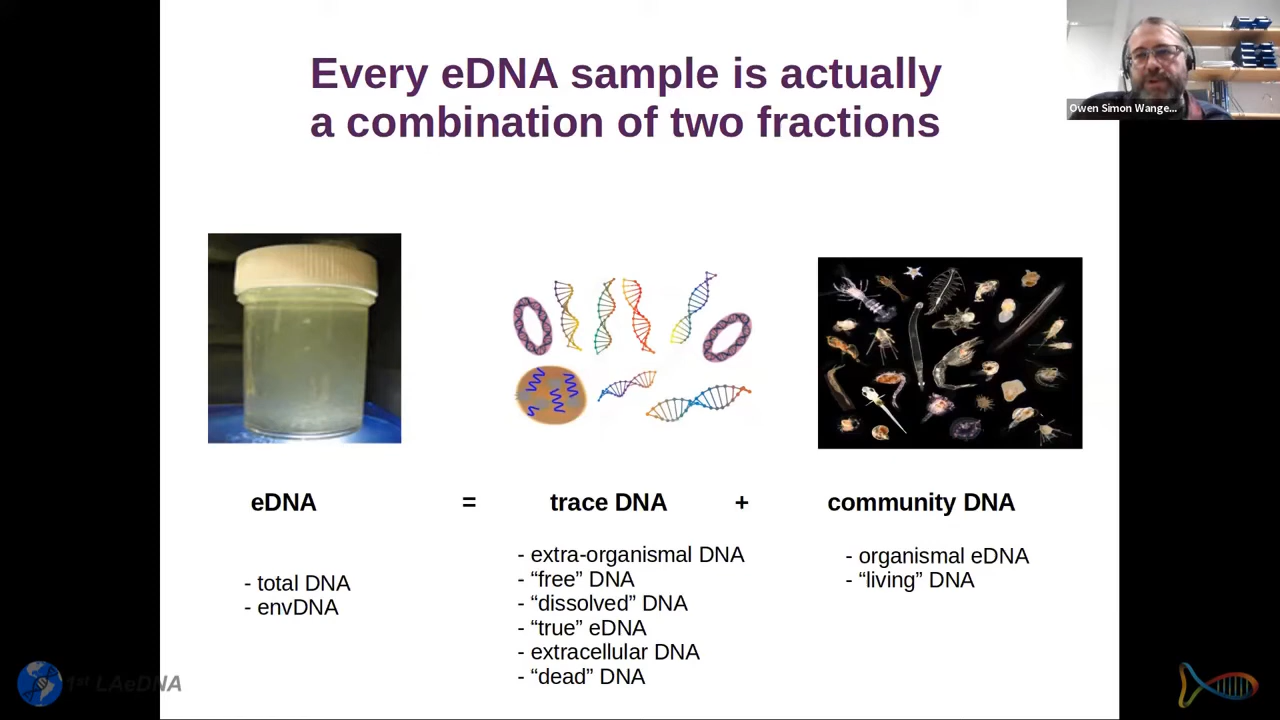 Every eDNA sample is actually
a combination of two fractions
Owen Simon Wange...
eDNA = trace DNA + community DNA
- total DNA
- envDNA
- extra-organismal DNA
- “free” DNA
- “dissolved” DNA
- “true” eDNA
- extracellular DNA
- “dead” DNA
- organismal eDNA
- “living” DNA
1st LAeDNA